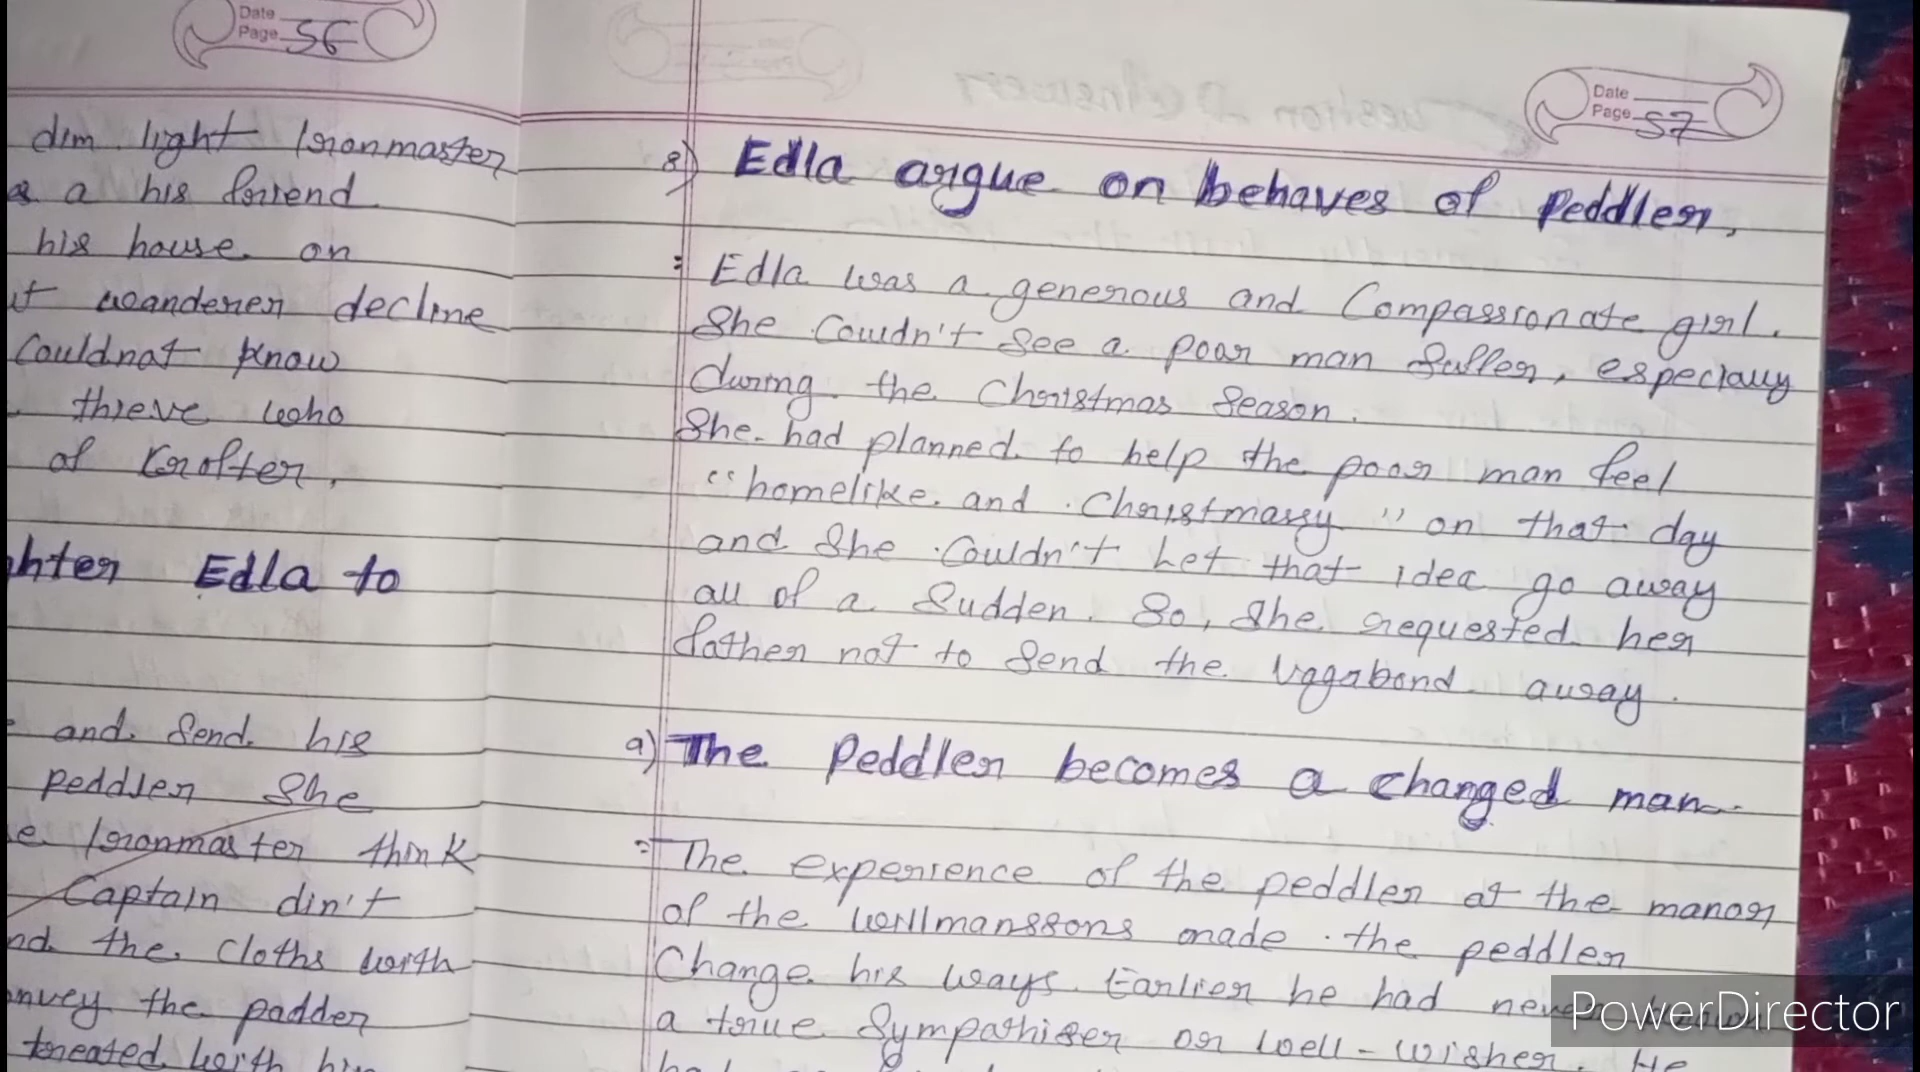 Date
Page 56
dim light Ironmaster
a his friend
his house on
wanderer decline
Couldnat know
thieve who
of Crofter,
Edla to
and send his
peddler She
Ironmaster think
Captain din't
the Cloths with
the padder
treated with
Date
Page 57
8) Edla argue on behaves of peddler,
: Edla was a generous and Compassionate girl.
She Coudn't see a poar man suffer, especially
during the Christmas Season.
She had planned to help the poor man feel
"homelike and Christmassy" on that day
and she Couldn't Let that idea go away
all of a Sudden. So, she requested her
father not to send the vagabond away.
9) The Peddler becomes a Changed man.
: The experience of the peddler at the manor
of the willmanssons made the peddler
Change his ways. Earlier he had
a true Sympathiser or well-wisher. He
PowerDirector